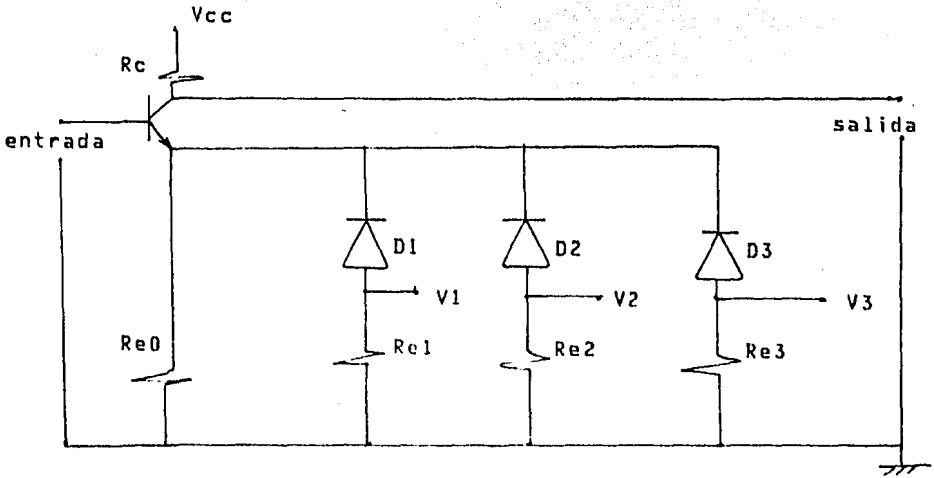 Vcc
Rc
entrada
salida
D1
D2
D3
V1
V2
V3
Re0
Re1
Re2
Re3